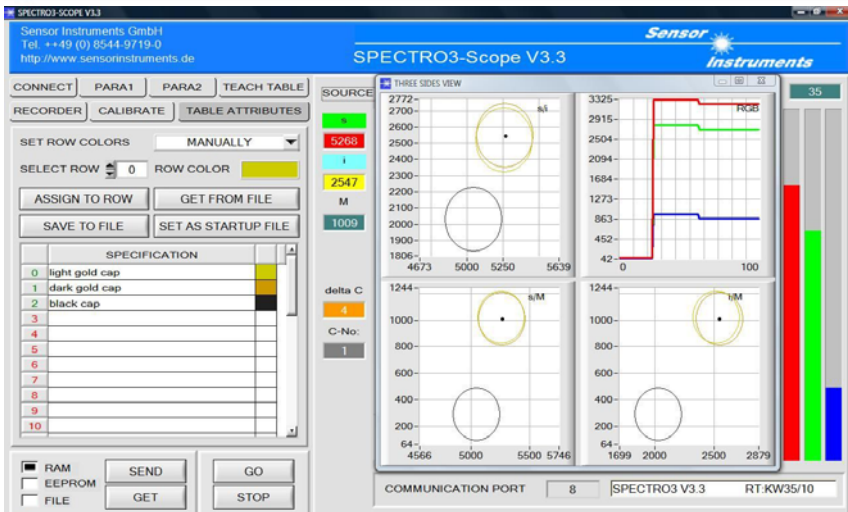 SPECTRO3-SCOPE V3.3
Sensor Instruments GmbH
Tel. ++49 (0) 8544-9719-0
http://www.sensorinstruments.de
SPECTRO3-Scope V3.3
Sensor
Instruments
CONNECT PARA1 PARA2 TEACH TABLE
RECORDER CALIBRATE TABLE ATTRIBUTES
SET ROW COLORS MANUALLY
SELECT ROW 0 ROW COLOR
ASSIGN TO ROW GET FROM FILE
SAVE TO FILE SET AS STARTUP FILE
SPECIFICATION
0 light gold cap
1 dark gold cap
2 black cap
3
4
5
6
7
8
9
10
RAM
EEPROM
FILE
SEND GO
GET STOP
SOURCE
s
5268
i
2547
M
1009
delta C
4
C-No:
1
THREE SIDES VIEW
s/i
2772
2700
2600
2500
2400
2300
2200
2100
2000
1900
1806
4673 5000 5250 5639
RGB
3325
2915
2504
2094
1684
1273
863
452
42
0 100
s/M
1244
1000
800
600
400
200
64
4566 5000 5500 5746
i/M
1244
1000
800
600
400
200
64
1699 2000 2500 2879
35
COMMUNICATION PORT 8 SPECTRO3 V3.3 RT:KW35/10